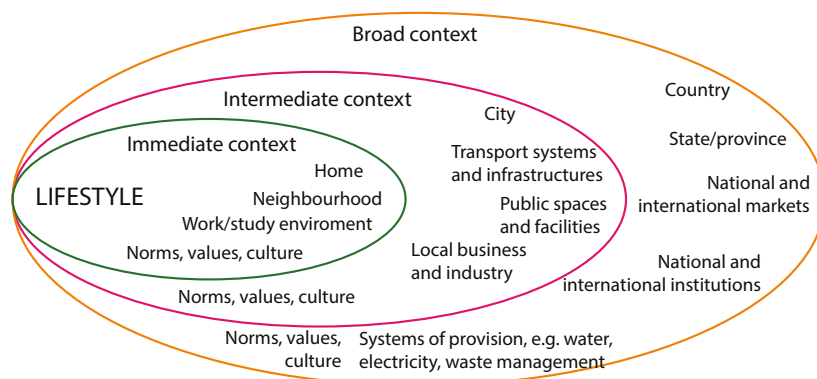 Broad context
Country
Intermediate context
City
State/province
Immediate context
Transport systems
and infrastructures
Home
LIFESTYLE
Neighbourhood
National and
international markets
Public spaces
and facilities
Work/study enviroment
Norms, values, culture
Local business
and industry
National and
international institutions
Norms, values, culture
Norms, values,
culture
Systems of provision, e.g. water,
electricity, waste management